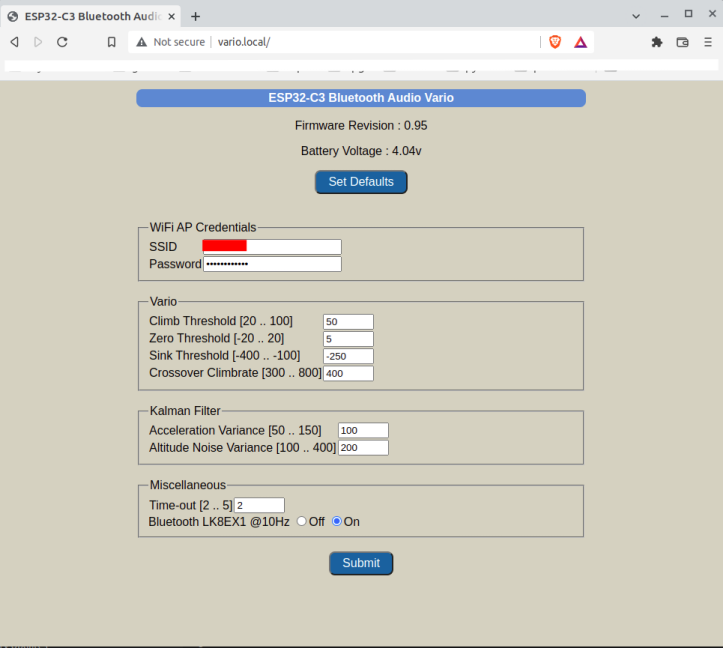 ESP32-C3 Bluetooth Audio
Not secure | vario.local/
ESP32-C3 Bluetooth Audio Vario
Firmware Revision : 0.95
Battery Voltage : 4.04v
Set Defaults
WiFi AP Credentials
SSID
Password ••••••••••••
Vario
Climb Threshold [20 .. 100] 50
Zero Threshold [-20 .. 20] 5
Sink Threshold [-400 .. -100] -250
Crossover Climbrate [300 .. 800] 400
Kalman Filter
Acceleration Variance [50 .. 150] 100
Altitude Noise Variance [100 .. 400] 200
Miscellaneous
Time-out [2 .. 5] 2
Bluetooth LK8EX1 @10Hz Off On
Submit